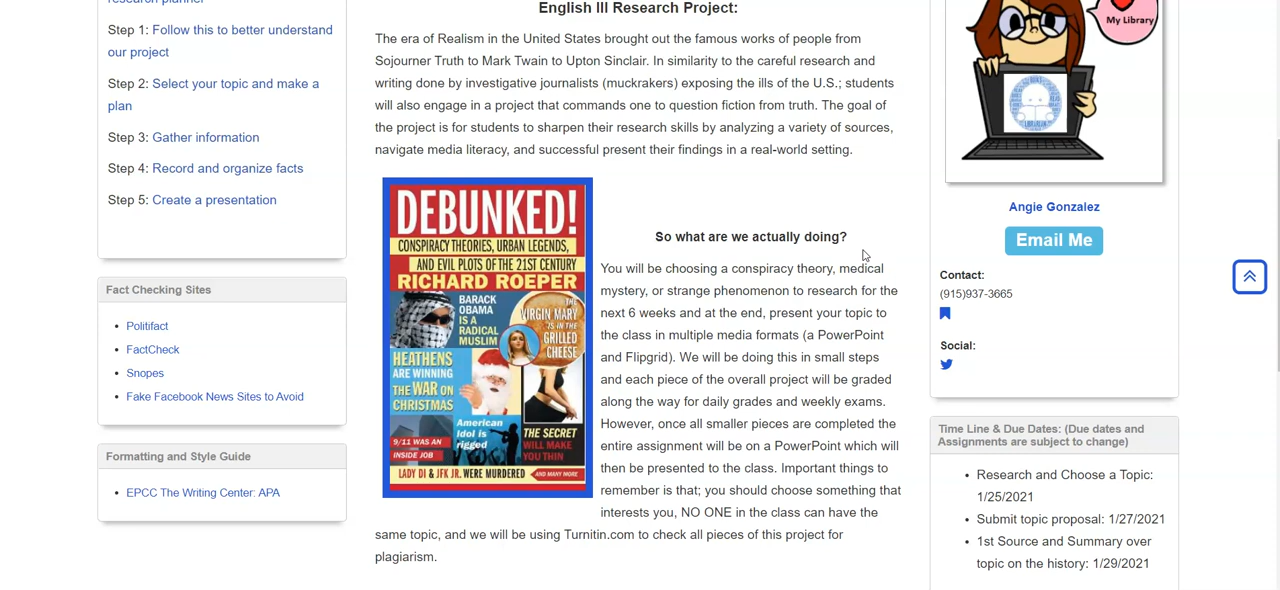 research planner
Step 1: Follow this to better understand
our project
Step 2: Select your topic and make a
plan
Step 3: Gather information
Step 4: Record and organize facts
Step 5: Create a presentation
Fact Checking Sites
Politifact
FactCheck
Snopes
Fake Facebook News Sites to Avoid
Formatting and Style Guide
EPCC The Writing Center: APA
English III Research Project:
The era of Realism in the United States brought out the famous works of people from
Sojourner Truth to Mark Twain to Upton Sinclair. In similarity to the careful research and
writing done by investigative journalists (muckrakers) exposing the ills of the U.S.; students
will also engage in a project that commands one to question fiction from truth. The goal of
the project is for students to sharpen their research skills by analyzing a variety of sources,
navigate media literacy, and successful present their findings in a real-world setting.
DEBUNKED!
CONSPIRACY THEORIES, URBAN LEGENDS,
AND EVIL PLOTS OF THE 21ST CENTURY
RICHARD ROEPER
BARACK
OBAMA
IS A
RADICAL
MUSLIM
THE
VIRGIN MARY
IS IN THE
GRILLED
CHEESE
HEATHENS
ARE WINNING
THE WAR ON
CHRISTMAS
9/11 WAS AN
INSIDE JOB
American
Idol is
rigged
THE SECRET
WILL MAKE
YOU THIN
LADY DI & JFK JR. WERE MURDERED
AND MANY MORE
So what are we actually doing?
You will be choosing a conspiracy theory, medical
mystery, or strange phenomenon to research for the
next 6 weeks and at the end, present your topic to
the class in multiple media formats (a PowerPoint
and Flipgrid). We will be doing this in small steps
and each piece of the overall project will be graded
along the way for daily grades and weekly exams.
However, once all smaller pieces are completed the
entire assignment will be on a PowerPoint which will
then be presented to the class. Important things to
remember is that; you should choose something that
interests you, NO ONE in the class can have the
same topic, and we will be using Turnitin.com to check all pieces of this project for
plagiarism.
My Library
Angie Gonzalez
Email Me
Contact:
(915)937-3665
Social:
Time Line & Due Dates: (Due dates and
Assignments are subject to change)
Research and Choose a Topic:
1/25/2021
Submit topic proposal: 1/27/2021
1st Source and Summary over
topic on the history: 1/29/2021